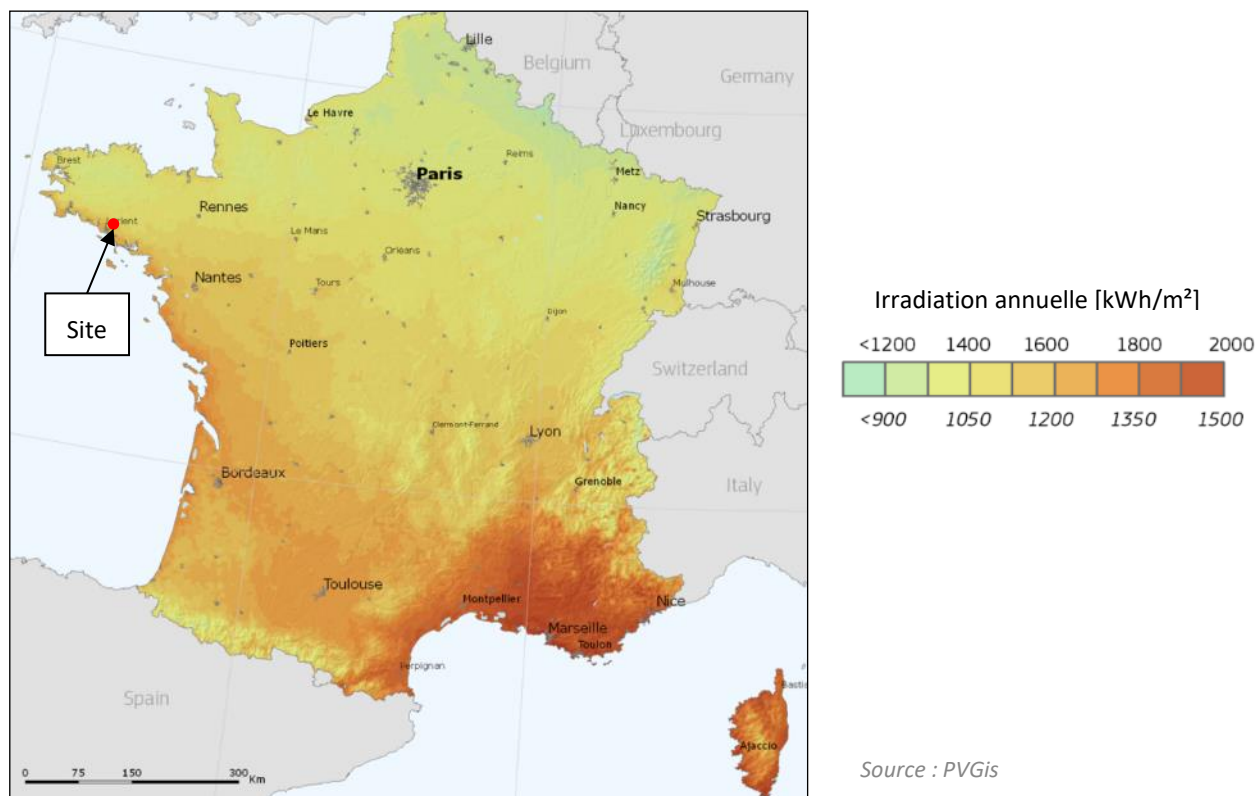 Lille
Belgium
Germany
Le Havre
Luxembourg
Brest
Reims
Metz
Paris
Rennes
Nancy
Strasbourg
Le Mans
Orléans
Nantes
Tours
Mulhouse
Site
Dijon
Irradiation annuelle [kWh/m²]
Poitiers
<1200 1400 1600 1800 2000
Switzerland
<900 1050 1200 1350 1500
Clermont-Ferrand
Lyon
Bordeaux
Grenoble
Italy
Toulouse
Montpellier
Nice
Marseille
Toulon
Perpignan
Spain
Bastia
Ajaccio
0 75 150 300 Km
Source : PVGis